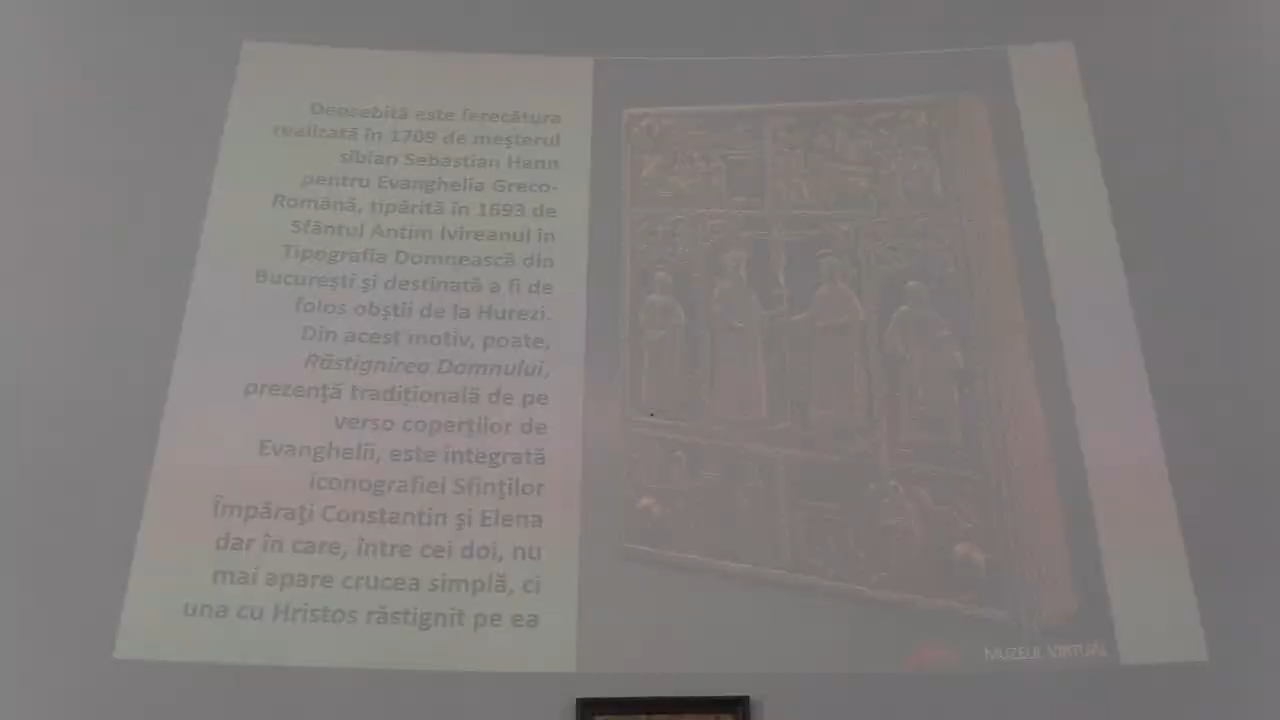 Deosebită este ferecătura
realizată în 1709 de meșterul
sibian Sebastian Hann
pentru Evanghelia Greco-
Română, tipărită în 1693 de
Sfântul Antim Ivireanul în
Tipografia Domnească din
București și destinată a fi de
folos obștii de la Hurezi.
Din acest motiv, poate,
Răstignirea Domnului,
prezență tradițională de pe
verso coperților de
Evanghelii, este integrată
iconografiei Sfinților
Împărați Constantin și Elena
dar în care, între cei doi, nu
mai apare crucea simplă, ci
una cu Hristos răstignit pe ea
MUZEUL VIRTUAL